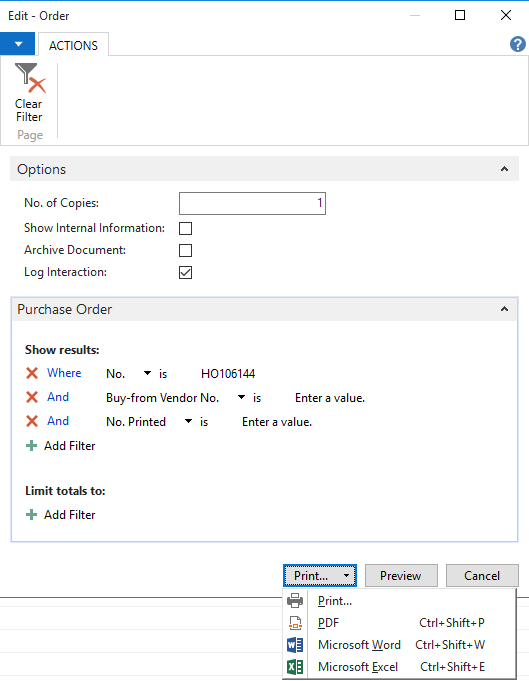 Edit - Order
ACTIONS
?
Clear
Filter
Page
Options
No. of Copies: 1
Show Internal Information:
Archive Document:
Log Interaction:
Purchase Order
Show results:
Where No. is HO106144
And Buy-from Vendor No. is Enter a value.
And No. Printed is Enter a value.
Add Filter
Limit totals to:
Add Filter
Print... Preview Cancel
Print...
PDF Ctrl+Shift+P
Microsoft Word Ctrl+Shift+W
Microsoft Excel Ctrl+Shift+E